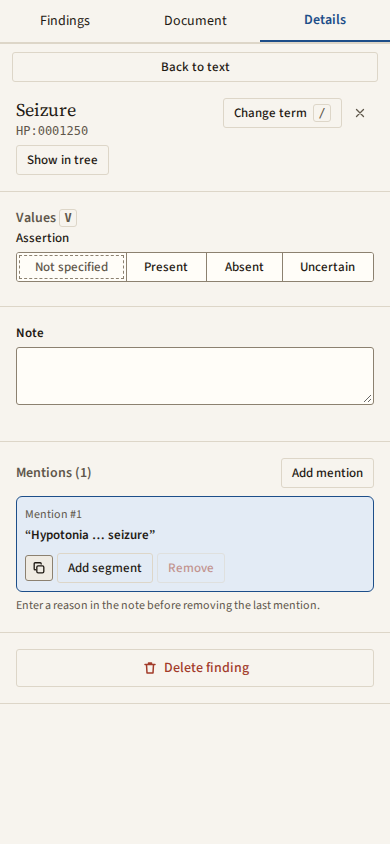 Findings Document Details
Back to text
Seizure
HP:0001250
Change term /
Show in tree
Values V
Assertion
Not specified Present Absent Uncertain
Note
Mentions (1)
Add mention
Mention #1
“Hypotonia … seizure”
Add segment Remove
Enter a reason in the note before removing the last mention.
Delete finding